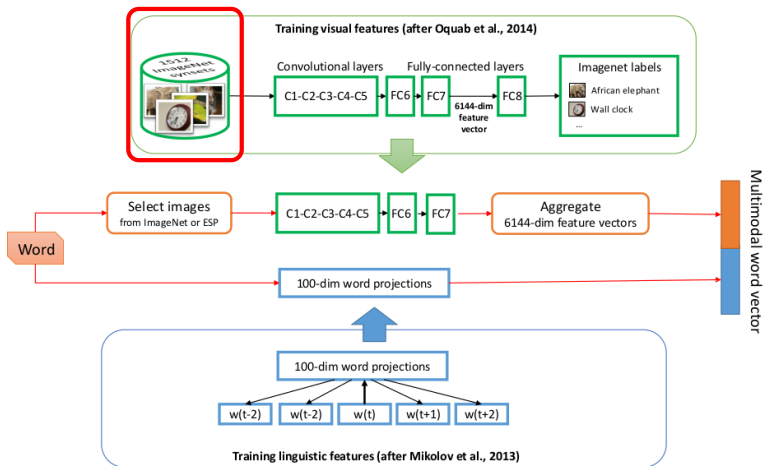 Training visual features (after Oquab et al., 2014)
1512
ImageNet
synsets
Convolutional layers
Fully-connected layers
Imagenet labels
C1-C2-C3-C4-C5
FC6
FC7
6144-dim
feature
vector
FC8
African elephant
Wall clock
...
Select images
from ImageNet or ESP
C1-C2-C3-C4-C5
FC6
FC7
Aggregate
6144-dim feature vectors
Word
100-dim word projections
Multimodal word vector
100-dim word projections
w(t-2)
w(t-2)
w(t)
w(t+1)
w(t+2)
Training linguistic features (after Mikolov et al., 2013)